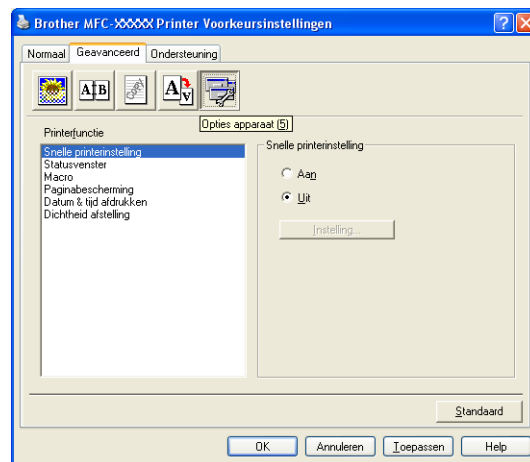 Brother MFC-XXXXX Printer Voorkeursinstellingen
Normaal Geavanceerd Ondersteuning
A B
A A
Opties apparaat (5)
Printerfunctie
Snelle printerinstelling
Statusvenster
Macro
Paginabescherming
Datum & tijd afdrukken
Dichtheid afstelling
Snelle printerinstelling
Aan
Uit
Instelling...
Standaard
OK Annuleren Toepassen Help